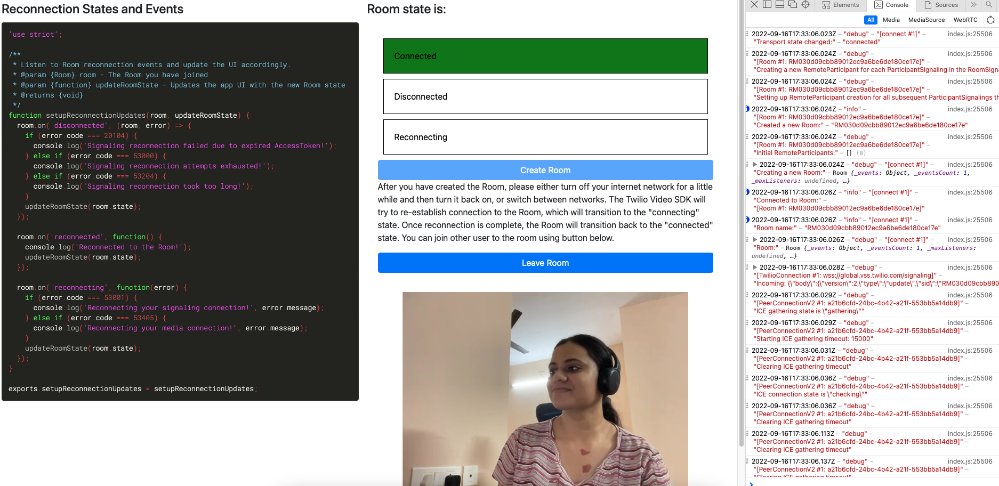 Reconnection States and Events
'use strict';
/**
* Listen to Room reconnection events and update the UI accordingly.
* @param {Room} room - The Room you have joined
* @param {function} updateRoomState - Updates the app UI with the new Room state
* @returns {void}
*/
function setupReconnectionUpdates(room, updateRoomState) {
room.on('disconnected', (room, error) => {
if (error.code === 20104) {
console.log('Signaling reconnection failed due to expired AccessToken!');
} else if (error.code === 53000) {
console.log('Signaling reconnection attempts exhausted!');
} else if (error.code === 53204) {
console.log('Signaling reconnection took too long!');
}
updateRoomState(room.state);
});
room.on('reconnected', function() {
console.log('Reconnected to the Room!');
updateRoomState(room.state);
});
room.on('reconnecting', function(error) {
if (error.code === 53001) {
console.log('Reconnecting your signaling connection!', error.message);
} else if (error.code === 53405) {
console.log('Reconnecting your media connection!', error.message);
}
updateRoomState(room.state);
});
}
exports.setupReconnectionUpdates = setupReconnectionUpdates;
Room state is:
Connected
Disconnected
Reconnecting
Create Room
After you have created the Room, please either turn off your internet network for a little
while and then turn it back on, or switch between networks. The Twilio Video SDK will
try to re-establish connection to the Room, which will transition to the "connecting"
state. Once reconnection is complete, the Room will transition back to the "connected"
state. You can join other user to the room using button below.
Leave Room
Elements Console Sources
All Media MediaSource WebRTC
2022-09-16T17:33:06.023Z – "debug" – "[connect #1]" – index.js:25506
"Transport state changed:" – "connected"
2022-09-16T17:33:06.024Z – "debug" – index.js:25506
"[Room #1: RM030d09cbb89012ec9a6be6de180ce17e]" –
"Creating a new RemoteParticipant for each ParticipantSignaling in the RoomSigna
2022-09-16T17:33:06.024Z – "debug" – index.js:25506
"[Room #1: RM030d09cbb89012ec9a6be6de180ce17e]" –
"Setting up RemoteParticipant creation for all subsequent ParticipantSignalings th
2022-09-16T17:33:06.024Z – "info" – index.js:25506
"[Room #1: RM030d09cbb89012ec9a6be6de180ce17e]" –
"Created a new Room:" – "RM030d09cbb89012ec9a6be6de180ce17e"
2022-09-16T17:33:06.024Z – "debug" – index.js:25506
"[Room #1: RM030d09cbb89012ec9a6be6de180ce17e]" –
"Initial RemoteParticipants:" – [] (0)
2022-09-16T17:33:06.024Z – "debug" – "[connect #1]" – index.js:25506
"Creating a new Room:" – Room {_events: Object, _eventsCount: 1,
_maxListeners: undefined, …}
2022-09-16T17:33:06.026Z – "info" – "[connect #1]" – index.js:25506
"Connected to Room:" –
"[Room #1: RM030d09cbb89012ec9a6be6de180ce17e]"
2022-09-16T17:33:06.026Z – "info" – "[connect #1]" – index.js:25506
"Room name:" – "RM030d09cbb89012ec9a6be6de180ce17e"
2022-09-16T17:33:06.026Z – "debug" – "[connect #1]" – index.js:25506
"Room:" – Room {_events: Object, _eventsCount: 1, _maxListeners:
undefined, …}
2022-09-16T17:33:06.028Z – "debug" – index.js:25506
"[TwilioConnection #1: wss://global.vss.twilio.com/signaling]" –
"Incoming: {\"body\":{\"version\":2,\"type\":\"update\",\"sid\":\"RM030d09cbb890
2022-09-16T17:33:06.029Z – "debug" – index.js:25506
"[PeerConnectionV2 #1: a21b6cfd-24bc-4b42-a21f-553bb5a14db9]" –
"ICE gathering state is \"gathering\""
2022-09-16T17:33:06.029Z – "debug" – index.js:25506
"[PeerConnectionV2 #1: a21b6cfd-24bc-4b42-a21f-553bb5a14db9]" –
"Starting ICE gathering timeout: 15000"
2022-09-16T17:33:06.031Z – "debug" – index.js:25506
"[PeerConnectionV2 #1: a21b6cfd-24bc-4b42-a21f-553bb5a14db9]" –
"Clearing ICE gathering timeout"
2022-09-16T17:33:06.036Z – "debug" – index.js:25506
"[PeerConnectionV2 #1: a21b6cfd-24bc-4b42-a21f-553bb5a14db9]" –
"ICE connection state is \"checking\""
2022-09-16T17:33:06.036Z – "debug" – index.js:25506
"[PeerConnectionV2 #1: a21b6cfd-24bc-4b42-a21f-553bb5a14db9]" –
"Clearing ICE gathering timeout"
2022-09-16T17:33:06.113Z – "debug" – index.js:25506
"[PeerConnectionV2 #1: a21b6cfd-24bc-4b42-a21f-553bb5a14db9]" –
"Clearing ICE gathering timeout"
2022-09-16T17:33:06.137Z – "debug" – index.js:25506
"[PeerConnectionV2 #1: a21b6cfd-24bc-4b42-a21f-553bb5a14db9]" –
"Clearing ICE gathering timeout"